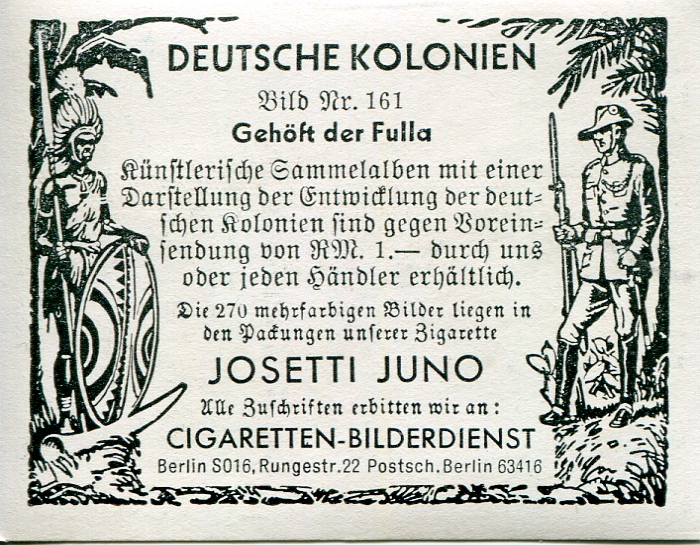 DEUTSCHE KOLONIEN
Bild Nr. 161
Gehöft der Fulla
Künstlerische Sammelalben mit einer
Darstellung der Entwicklung der deut-
schen Kolonien sind gegen Vorein-
sendung von RM. 1.— durch uns
oder jeden Händler erhältlich.
Die 270 mehrfarbigen Bilder liegen in
den Packungen unserer Zigarette
JOSETTI JUNO
Alle Zuschriften erbitten wir an:
CIGARETTEN-BILDERDIENST
Berlin SO16, Rungestr. 22 Postsch. Berlin 63416